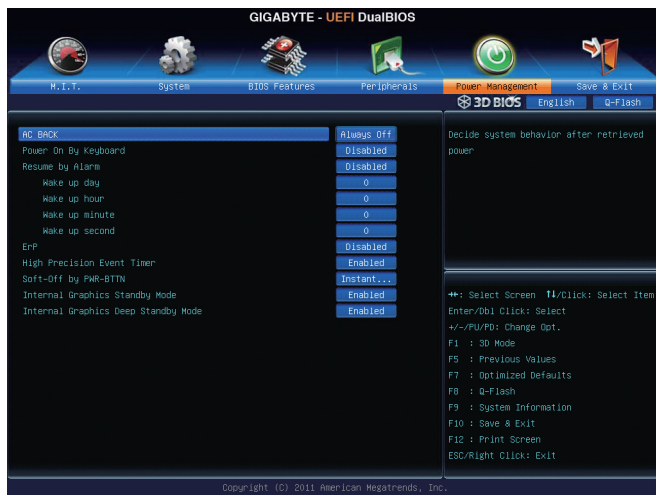 GIGABYTE - UEFI DualBIOS
M.I.T. System BIOS Features Peripherals Power Management Save & Exit
3D BIOS English Q-Flash
AC BACK Always Off
Power On By Keyboard Disabled
Resume by Alarm Disabled
Wake up day 0
Wake up hour 0
Wake up minute 0
Wake up second 0
ErP Disabled
High Precision Event Timer Enabled
Soft-Off by PWR-BTTN Instant...
Internal Graphics Standby Mode Enabled
Internal Graphics Deep Standby Mode Enabled
Decide system behavior after retrieved
power
→←: Select Screen ↑↓/Click: Select Item
Enter/Dbl Click: Select
+/-/PU/PD: Change Opt.
F1 : 3D Mode
F5 : Previous Values
F7 : Optimized Defaults
F8 : Q-Flash
F9 : System Information
F10 : Save & Exit
F12 : Print Screen
ESC/Right Click: Exit
Copyright (C) 2011 American Megatrends, Inc.